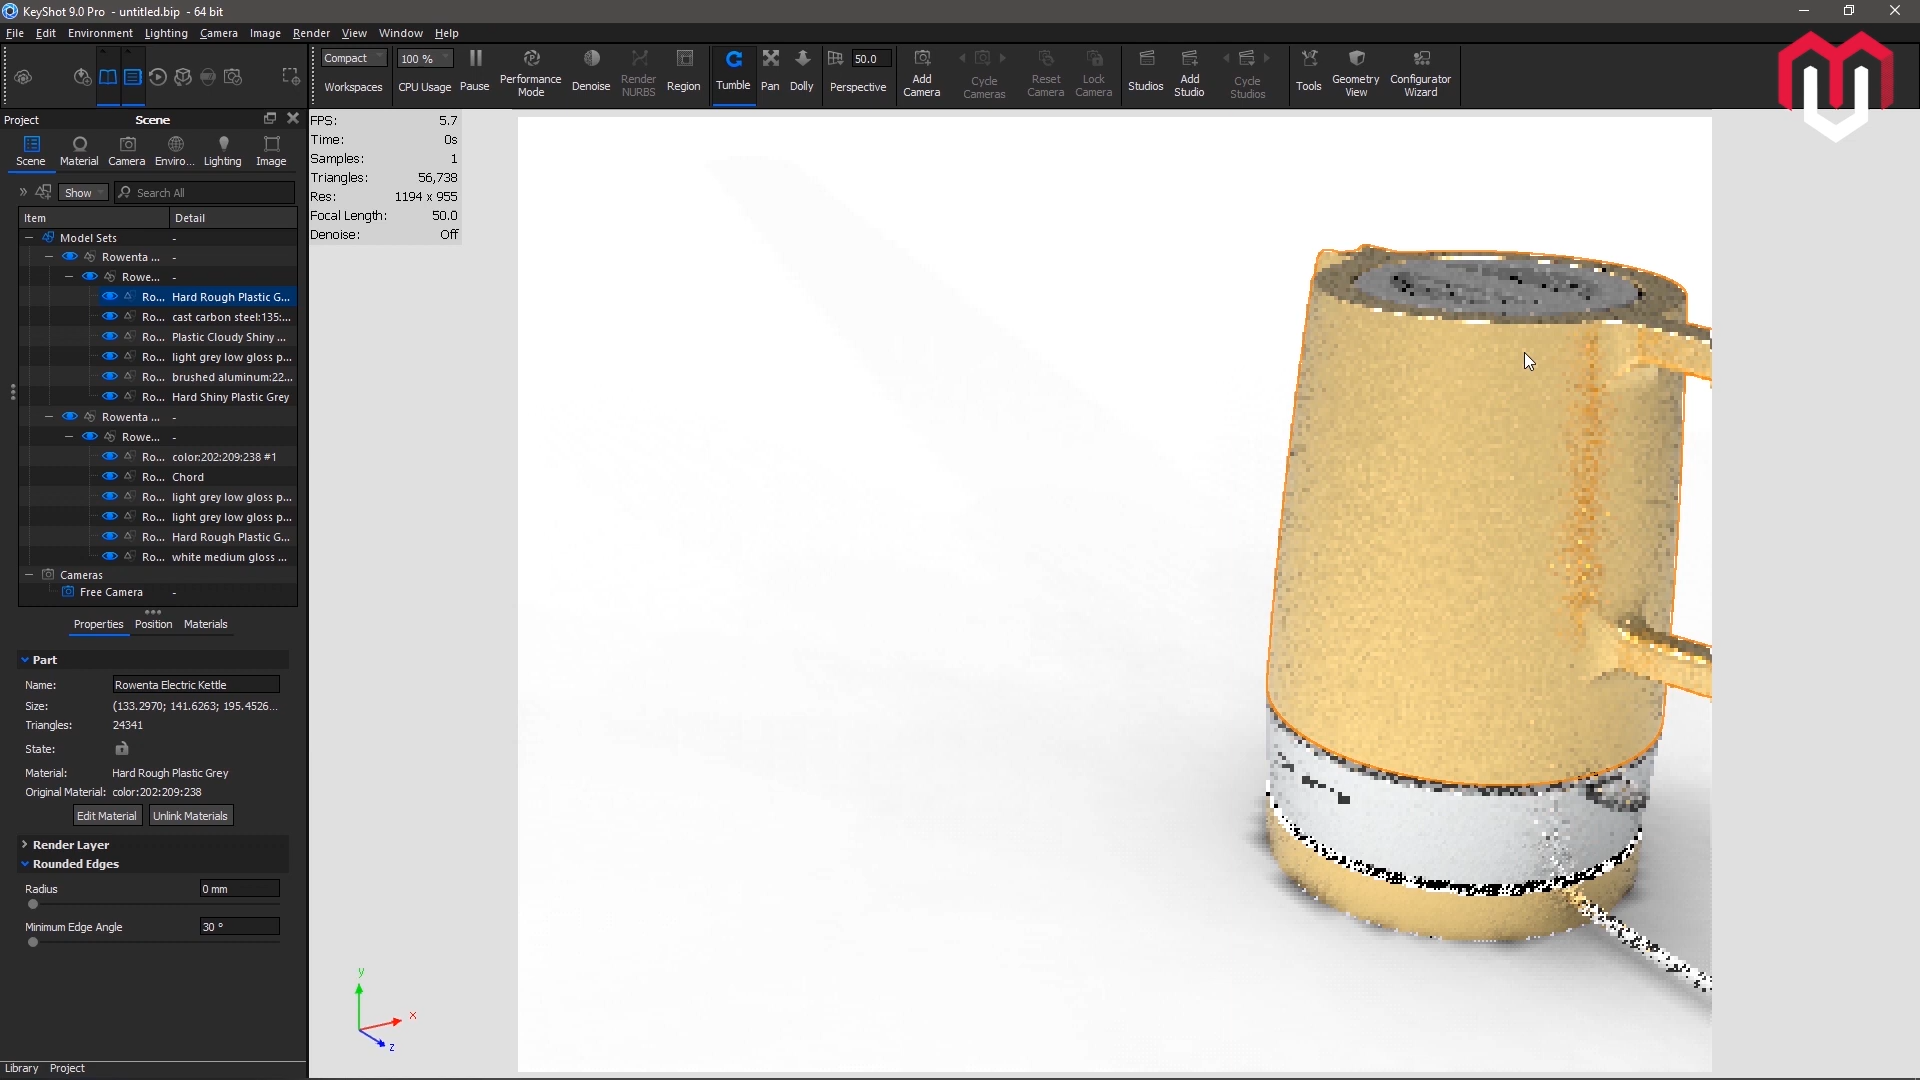 KeyShot 9.0 Pro - untitled.bip - 64 bit
File Edit Environment Lighting Camera Image Render View Window Help
Compact
Workspaces
100 %
CPU Usage
Pause
Performance
Mode
Denoise
Render
NURBS
Region
Tumble
Pan
Dolly
50.0
Perspective
Add
Camera
Cycle
Cameras
Reset
Camera
Lock
Camera
Studios
Add
Studio
Cycle
Studios
Tools
Geometry
View
Configurator
Wizard
Project Scene
Scene Material Camera Enviro... Lighting Image
Show Search All
Item Detail
Model Sets -
Rowenta ... -
Rowe... -
Ro... Hard Rough Plastic G...
Ro... cast carbon steel:135:...
Ro... Plastic Cloudy Shiny ...
Ro... light grey low gloss p...
Ro... brushed aluminum:22...
Ro... Hard Shiny Plastic Grey
Rowenta ... -
Rowe... -
Ro... color:202:209:238 #1
Ro... Chord
Ro... light grey low gloss p...
Ro... light grey low gloss p...
Ro... Hard Rough Plastic G...
Ro... white medium gloss ...
Cameras
Free Camera -
Properties Position Materials
Part
Name: Rowenta Electric Kettle
Size: (133.2970; 141.6263; 195.4526...
Triangles: 24341
State:
Material: Hard Rough Plastic Grey
Original Material: color:202:209:238
Edit Material Unlink Materials
Render Layer
Rounded Edges
Radius 0 mm
Minimum Edge Angle 30 °
Library Project
FPS: 5.7
Time: 0s
Samples: 1
Triangles: 56,738
Res: 1194 x 955
Focal Length: 50.0
Denoise: Off
y
x
z